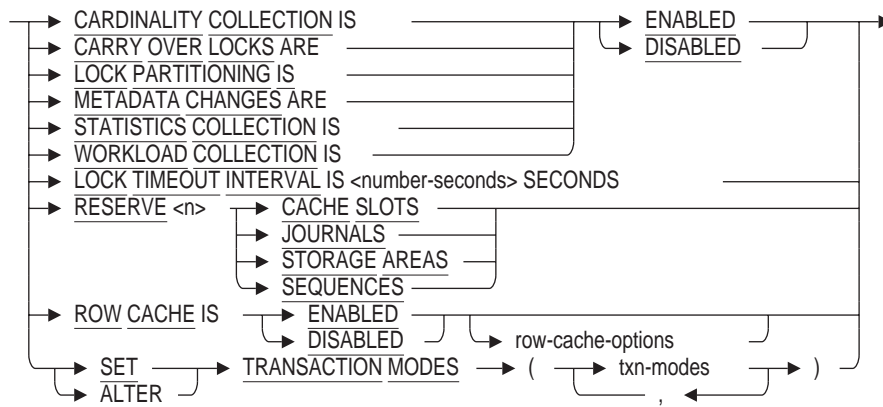 CARDINALITY COLLECTION IS ENABLED
CARRY OVER LOCKS ARE DISABLED
LOCK PARTITIONING IS
METADATA CHANGES ARE
STATISTICS COLLECTION IS
WORKLOAD COLLECTION IS
LOCK TIMEOUT INTERVAL IS <number-seconds> SECONDS
RESERVE <n> CACHE SLOTS
JOURNALS
STORAGE AREAS
SEQUENCES
ROW CACHE IS ENABLED
DISABLED row-cache-options
SET TRANSACTION MODES ( txn-modes )
ALTER ,